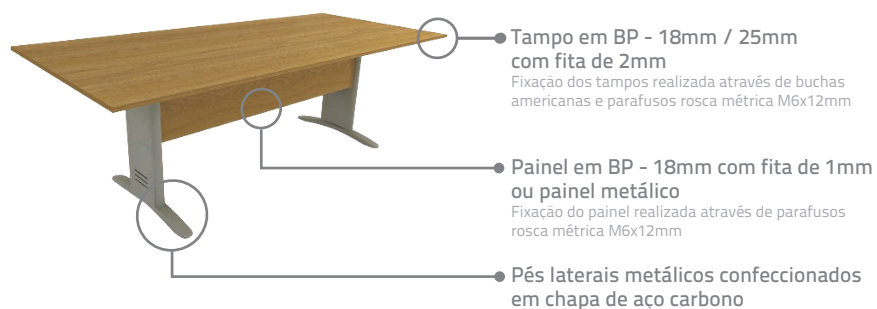 Tampo em BP - 18mm / 25mm
com fita de 2mm
Fixação dos tampos realizada através de buchas
americanas e parafusos rosca métrica M6x12mm
Painel em BP - 18mm com fita de 1mm
ou painel metálico
Fixação do painel realizada através de parafusos
rosca métrica M6x12mm
Pés laterais metálicos confeccionados
em chapa de aço carbono